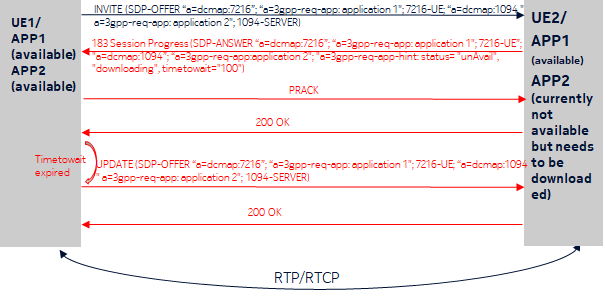 UE1/
APP1
(available)
APP2
(available)
INVITE (SDP-OFFER "a=dcmap:7216"; "a=3gpp-req-app: application 1"; 7216-UE; "a=dcmap:1094 "
a=3gpp-req-app: application 2"; 1094-SERVER)
183 Session Progress (SDP-ANSWER "a=dcmap:7216"; "a=3gpp-req-app: application 1"; 7216-UE";
"a=dcmap:1094"; "a=3gpp-req-app:application 2"; "a=3gpp-req-app-hint: status= "unAvail",
"downloading", timetowait="100")
PRACK
200 OK
Timetowait
expired
UPDATE (SDP-OFFER "a=dcmap:7216"; "a=3gpp-req-app: application 1"; 7216-UE; "a=dcmap:1094
" a=3gpp-req-app: application 2"; 1094-SERVER)
200 OK
UE2/
APP1
(available)
APP2
(currently
not
available
but needs
to be
download
ed)
RTP/RTCP